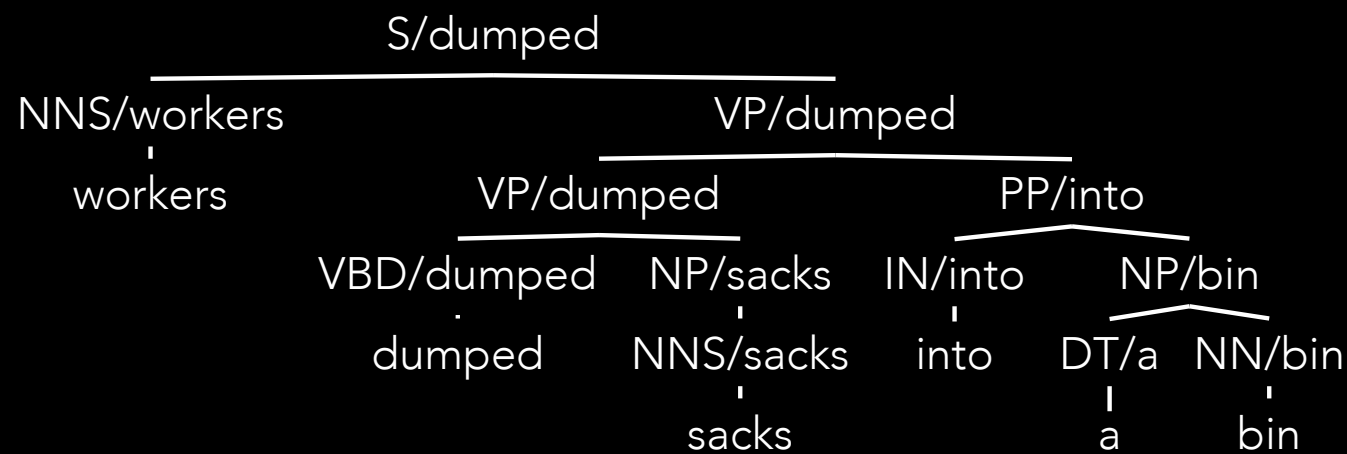 S/dumped
NNS/workers VP/dumped
workers VP/dumped PP/into
VBD/dumped NP/sacks IN/into NP/bin
dumped NNS/sacks into DT/a NN/bin
sacks a bin